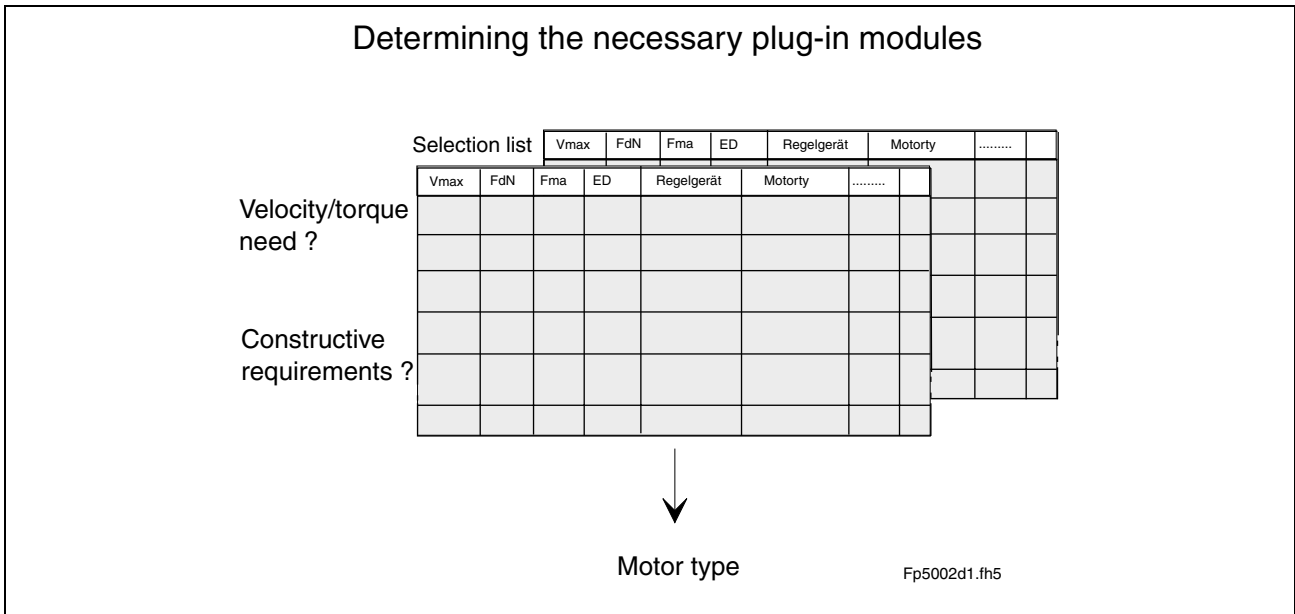 Determining the necessary plug-in modules
Selection list
Vmax FdN Fma ED Regelgerät Motorty .........
Vmax FdN Fma ED Regelgerät Motorty .........
Velocity/torque
need ?
Constructive
requirements ?
Motor type
Fp5002d1.fh5